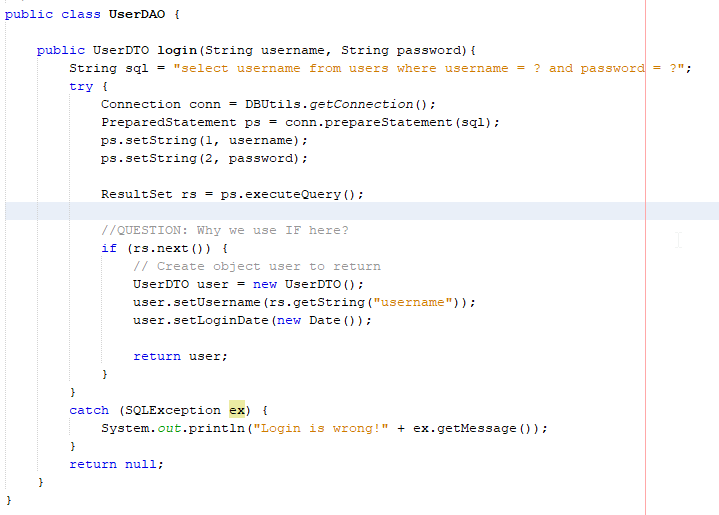 public class UserDAO {
public UserDTO login(String username, String password){
String sql = "select username from users where username = ? and password = ?";
try {
Connection conn = DBUtils.getConnection();
PreparedStatement ps = conn.prepareStatement(sql);
ps.setString(1, username);
ps.setString(2, password);
ResultSet rs = ps.executeQuery();
//QUESTION: Why we use IF here?
if (rs.next()) {
// Create object user to return
UserDTO user = new UserDTO();
user.setUsername(rs.getString("username"));
user.setLoginDate(new Date());
return user;
}
}
catch (SQLException ex) {
System.out.println("Login is wrong!" + ex.getMessage());
}
return null;
}
}